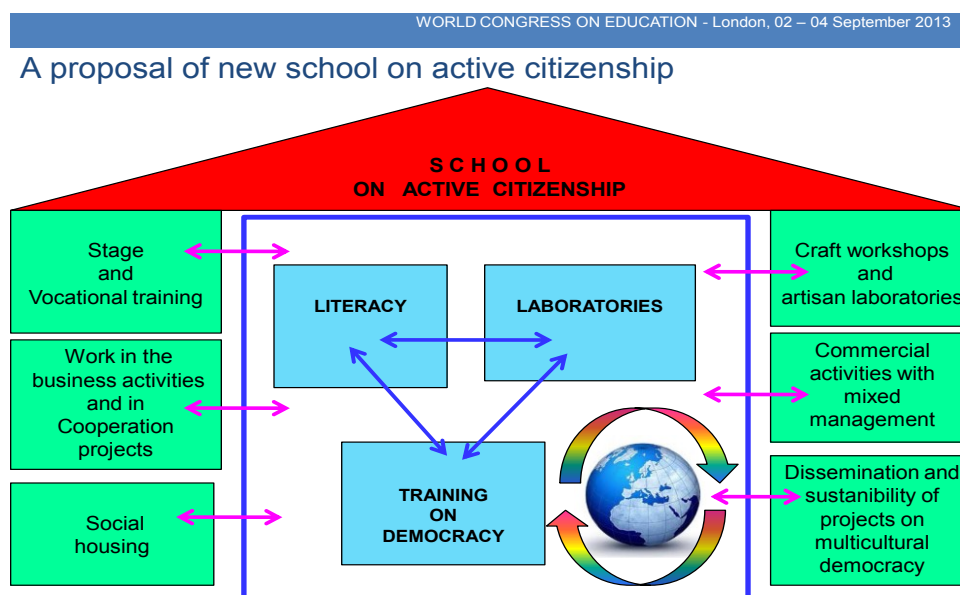 WORLD CONGRESS ON EDUCATION - London, 02 – 04 September 2013
A proposal of new school on active citizenship
S C H O O L
ON ACTIVE CITIZENSHIP
Stage
and
Vocational training
Work in the
business activities
and in
Cooperation
projects
Social
housing
LITERACY
LABORATORIES
TRAINING
ON
DEMOCRACY
Craft workshops
and
artisan laboratories
Commercial
activities with
mixed
management
Dissemination and
sustanibility of
projects on
multicultural
democracy